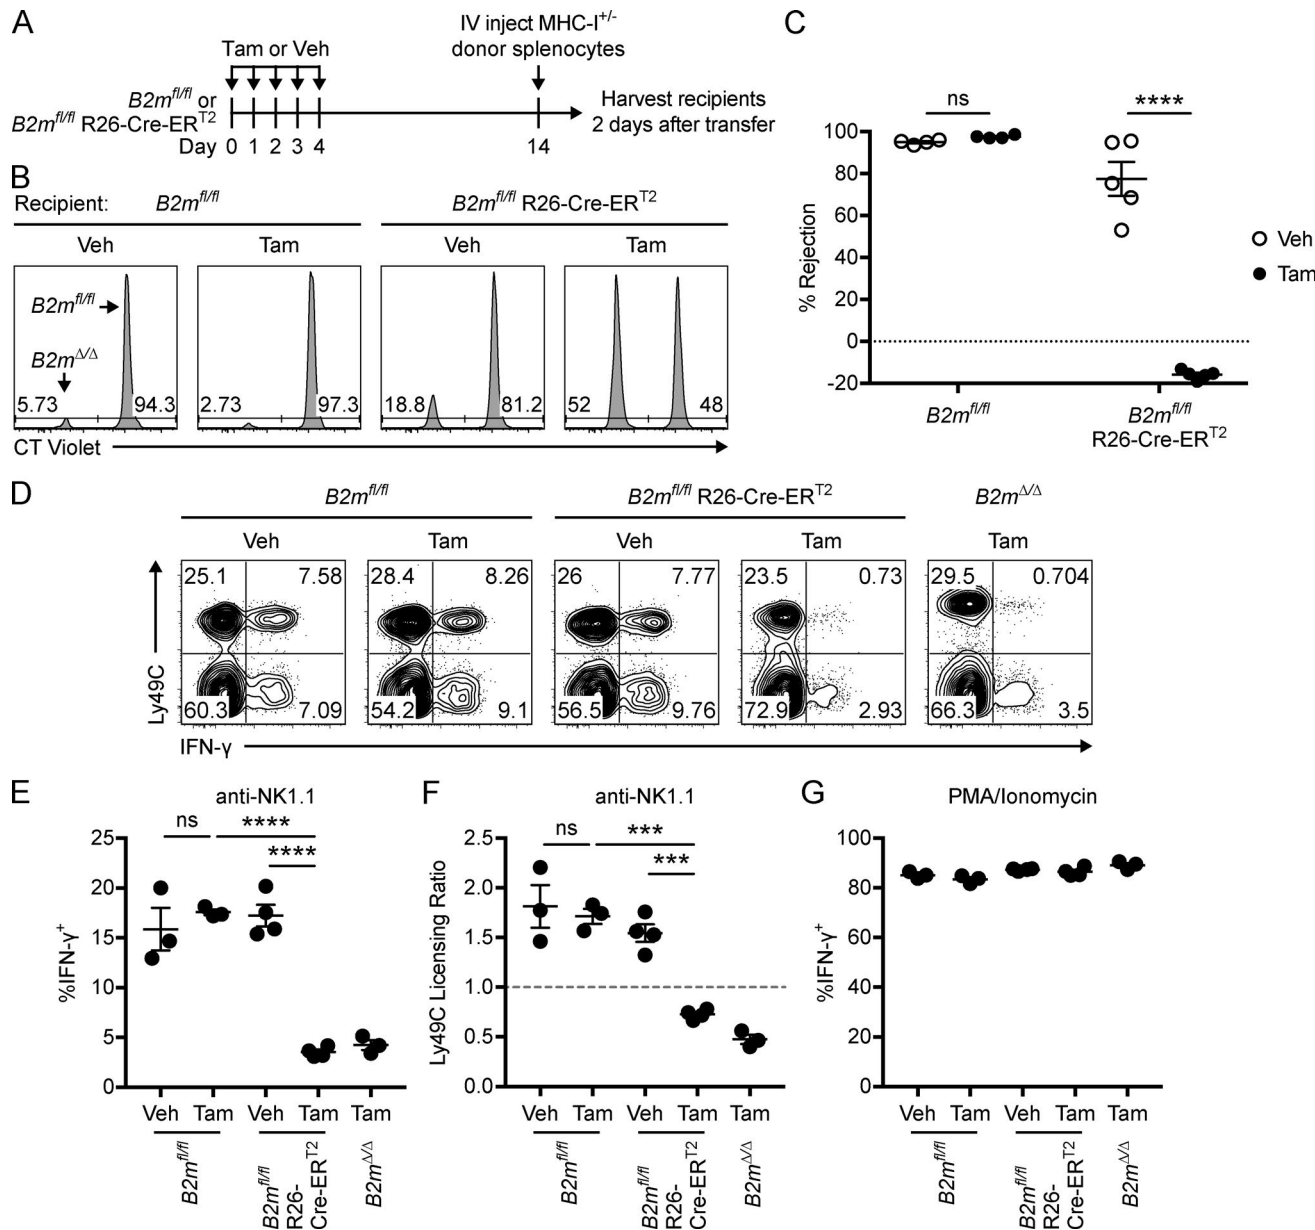 A
Tam or Veh
IV inject MHC-I+/-
donor splenocytes
B2mfl/fl or
B2mfl/fl R26-Cre-ERT2
Day 0 1 2 3 4 14
Harvest recipients
2 days after transfer
B
Recipient: B2mfl/fl B2mfl/fl R26-Cre-ERT2
Veh Tam Veh Tam
B2mfl/fl
B2mΔ/Δ
5.73 94.3 2.73 97.3 18.8 81.2 52 48
CT Violet
C
ns ****
100
80
60
40
20
0
-20
% Rejection
Veh
Tam
B2mfl/fl B2mfl/fl
R26-Cre-ERT2
D
B2mfl/fl B2mfl/fl R26-Cre-ERT2 B2mΔ/Δ
Veh Tam Veh Tam Tam
25.1 7.58 28.4 8.26 26 7.77 23.5 0.73 29.5 0.704
60.3 7.09 54.2 9.1 56.5 9.76 72.9 2.93 66.3 3.5
Ly49C
IFN-γ
E
anti-NK1.1
ns ****
****
25
20
15
10
5
0
%IFN-γ+
Veh Tam Veh Tam Tam
B2mfl/fl
B2mfl/fl
R26-
Cre-ERT2
B2mΔ/Δ
F
anti-NK1.1
ns ***
***
2.5
2.0
1.5
1.0
0.5
0.0
Ly49C Licensing Ratio
Veh Tam Veh Tam Tam
B2mfl/fl
B2mfl/fl
R26-
Cre-ERT2
B2mΔ/Δ
G
PMA/Ionomycin
100
80
60
40
20
0
%IFN-γ+
Veh Tam Veh Tam Tam
B2mfl/fl
B2mfl/fl
R26-
Cre-ERT2
B2mΔ/Δ